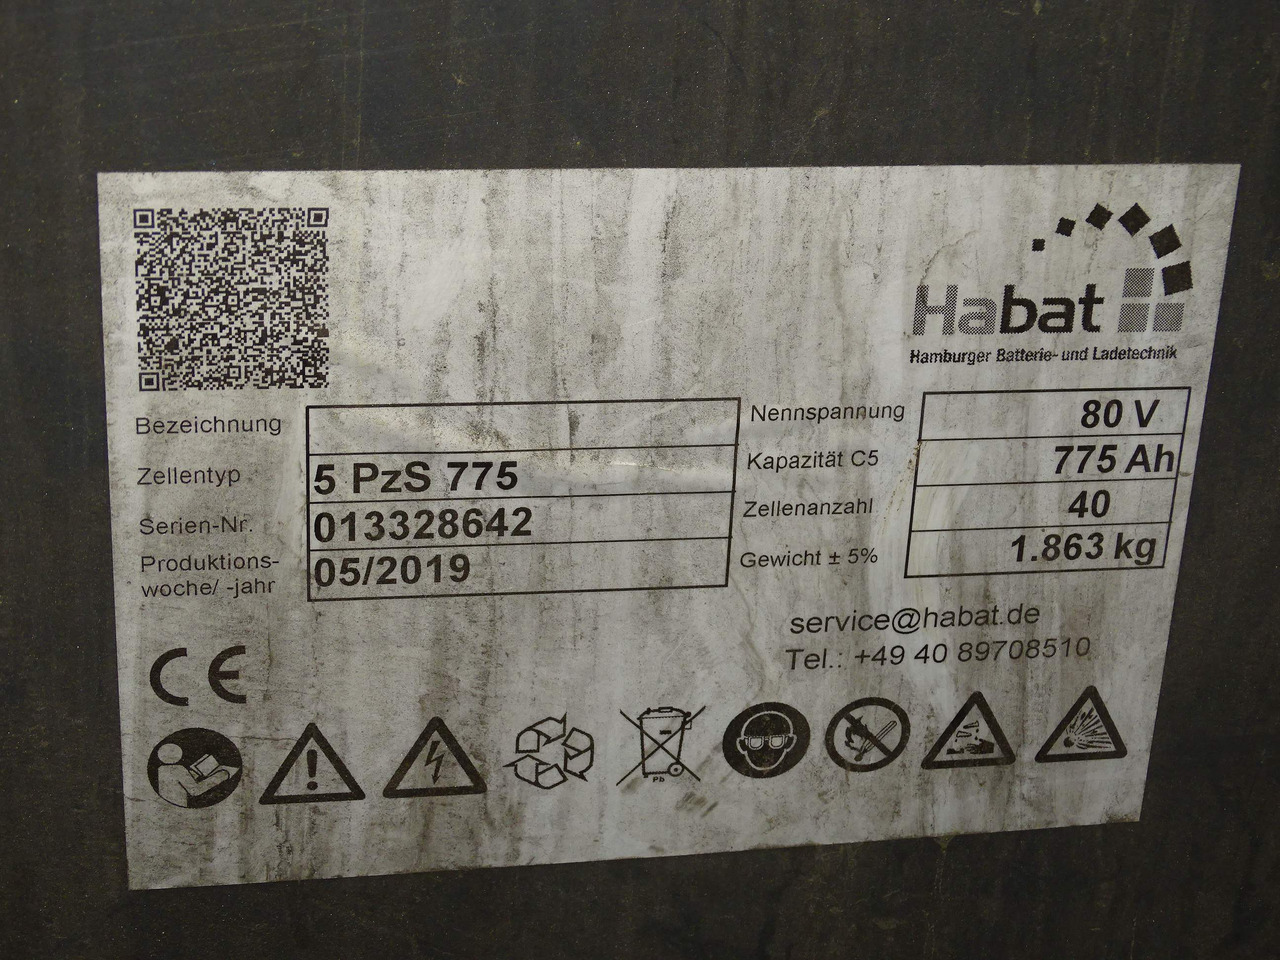 Habat
Hamburger Batterie- und Ladetechnik
Bezeichnung
Zellentyp 5 PzS 775
Serien-Nr. 013328642
Produktions-
woche/ -jahr 05/2019
Nennspannung 80 V
Kapazität C5 775 Ah
Zellenanzahl 40
Gewicht ± 5% 1.863 kg
service@habat.de
Tel.: +49 40 89708510
CE
Pb